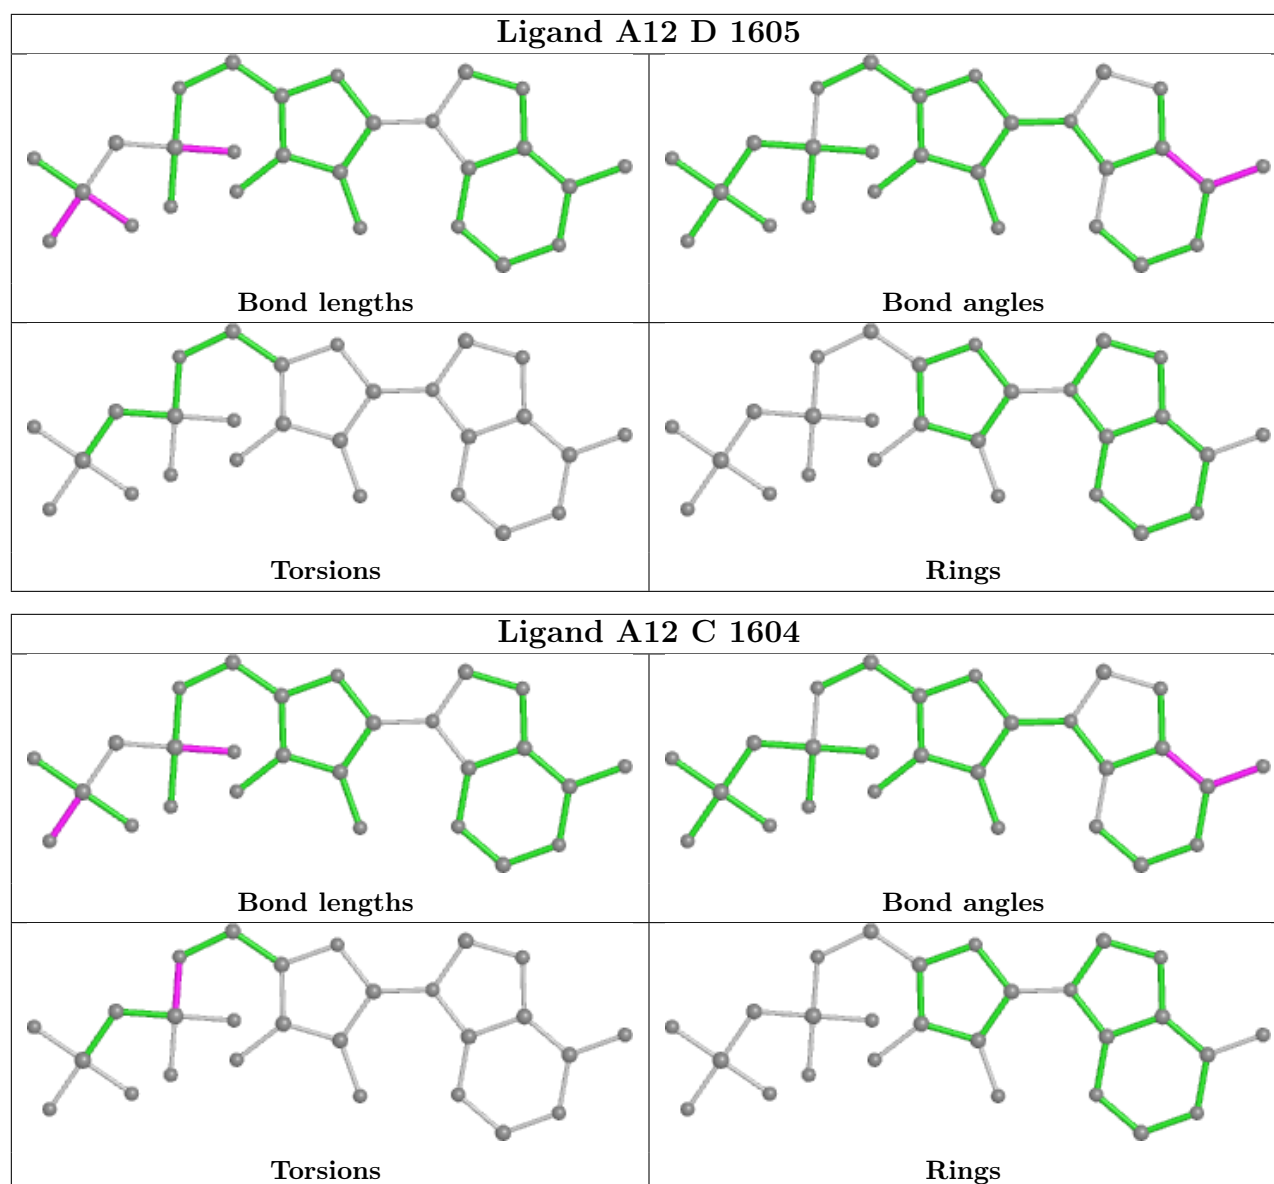 Ligand A12 D 1605
Bond lengths
Bond angles
Torsions
Rings
Ligand A12 C 1604
Bond lengths
Bond angles
Torsions
Rings